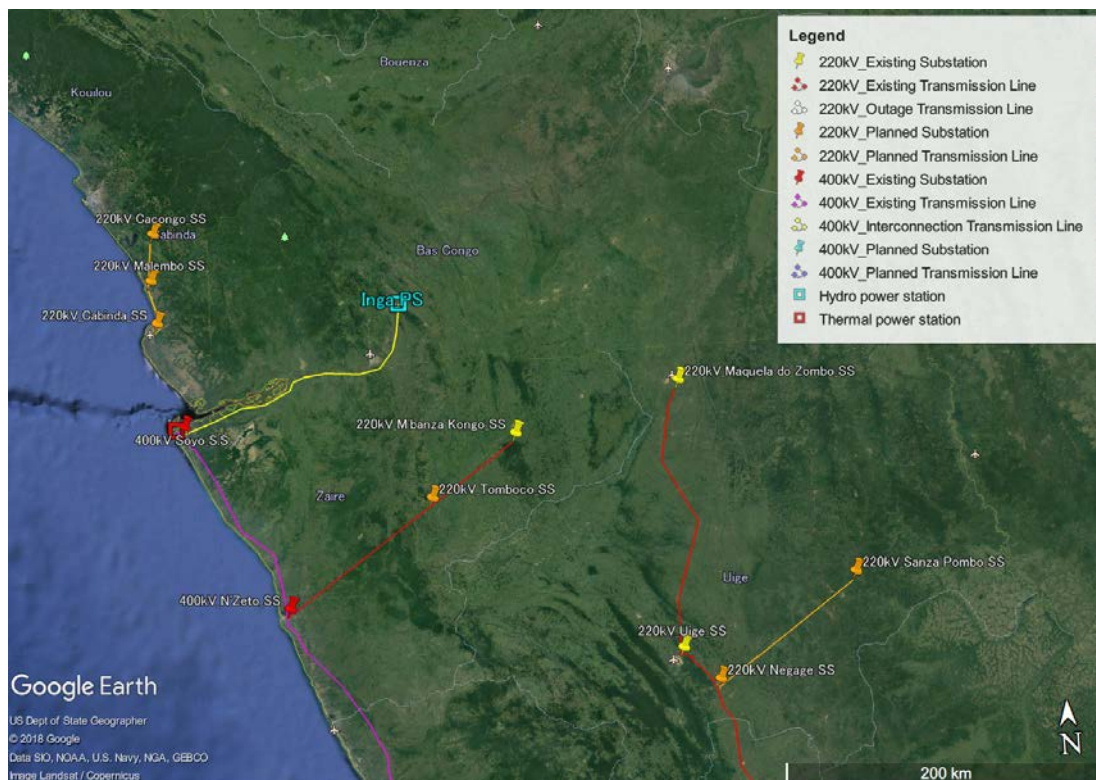 Legend
220kV_Existing Substation
220kV_Existing Transmission Line
220kV_Outage Transmission Line
220kV_Planned Substation
220kV_Planned Transmission Line
400kV_Existing Substation
400kV_Existing Transmission Line
400kV_Interconnection Transmission Line
400kV_Planned Substation
400kV_Planned Transmission Line
Hydro power station
Thermal power station
Bouenza
Kouilou
220kV Cacongo SS
Cabinda
Bas Congo
220kV Malembo SS
Inga PS
220kV_Cabinda SS
220kV Maquela do Zombo SS
220kV M'banza Kongo SS
400kV Soyo S.S
220kV Tomboco SS
Zaire
220kV Sanza Pombo SS
Uige
400kV N'Zeto SS
220kV Uige SS
220kV Negage SS
Google Earth
US Dept of State Geographer
© 2018 Google
Data SIO, NOAA, U.S. Navy, NGA, GEBCO
Image Landsat / Copernicus
N
200 km